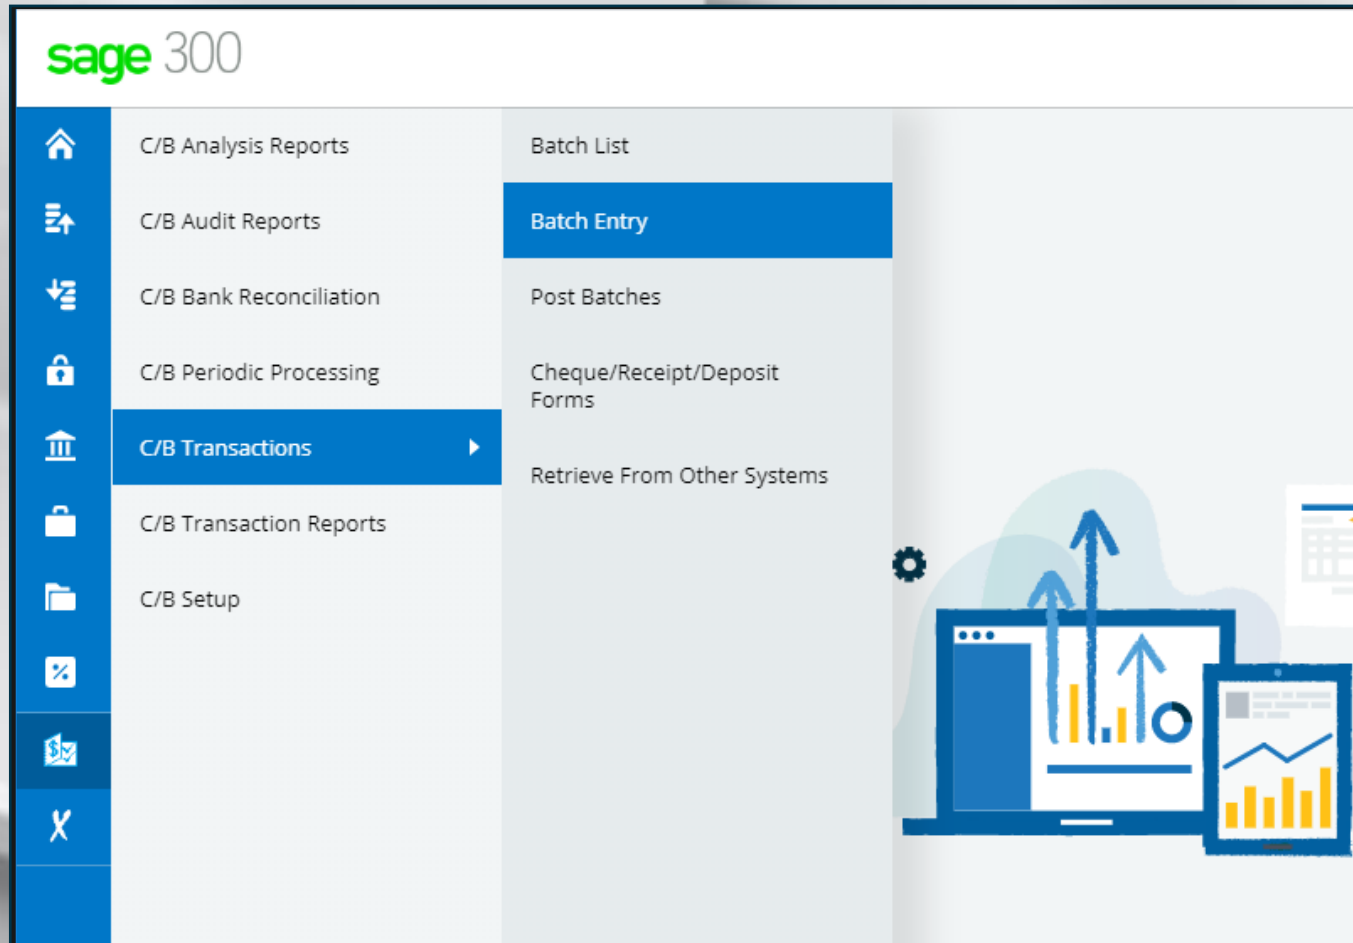 sage 300
C/B Analysis Reports
C/B Audit Reports
C/B Bank Reconciliation
C/B Periodic Processing
C/B Transactions
C/B Transaction Reports
C/B Setup
Batch List
Batch Entry
Post Batches
Cheque/Receipt/Deposit
Forms
Retrieve From Other Systems